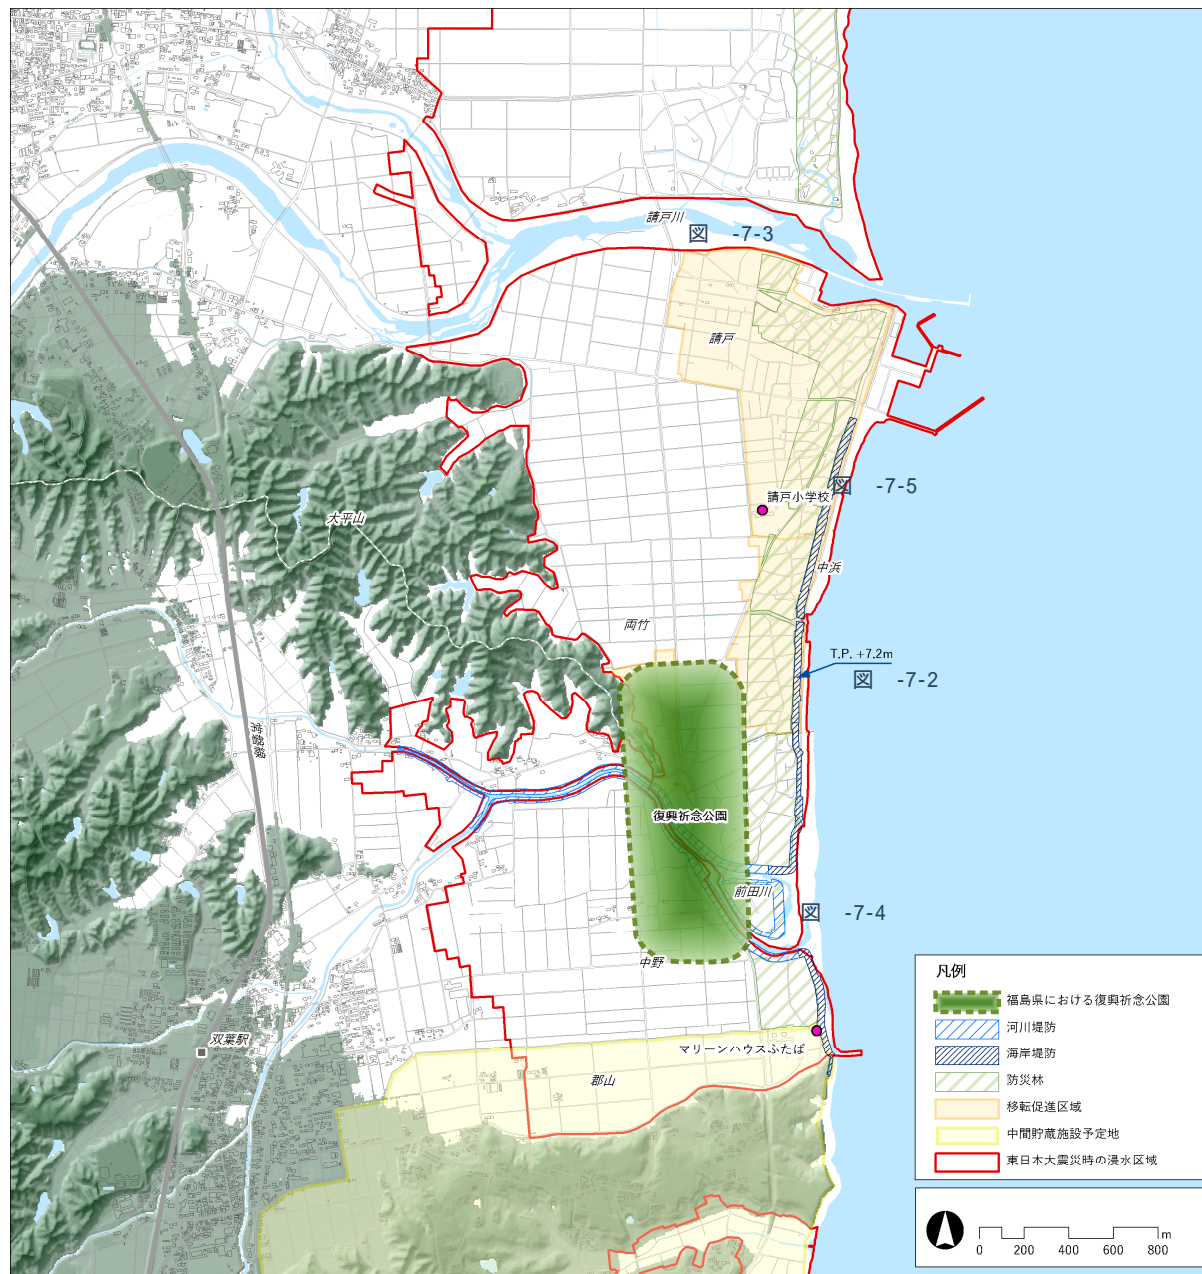 請戸川
図 -7-3
請戸
図 -7-5
請戸小学校
大平山
中浜
両竹
T.P. +7.2m
図 -7-2
常磐線
復興祈念公園
前田川
図 -7-4
中野
双葉駅
マリーンハウスふたば
郡山
凡例
福島県における復興祈念公園
河川堤防
海岸堤防
防災林
移転促進区域
中間貯蔵施設予定地
東日本大震災時の浸水区域
m
0 200 400 600 800